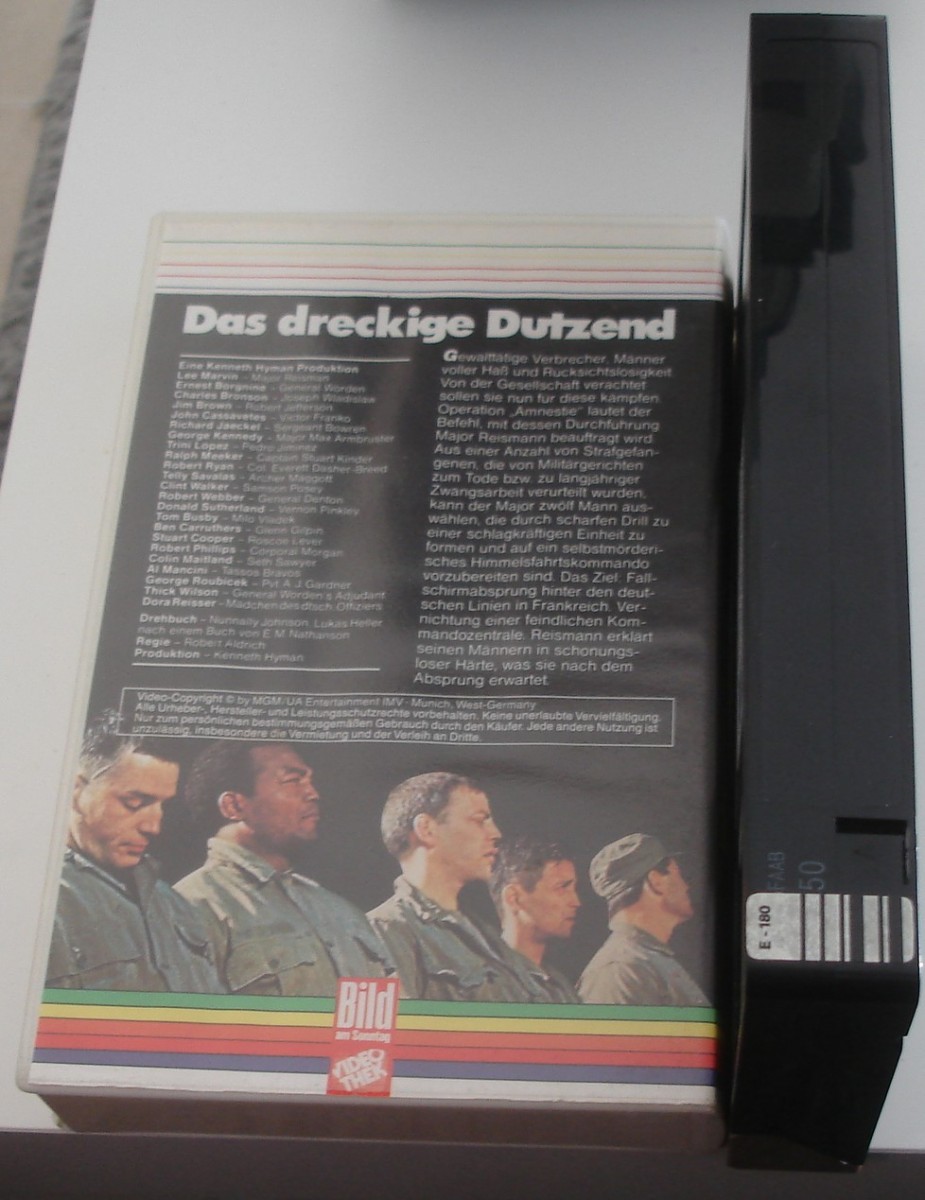 Das dreckige Dutzend
Eine Kenneth Hyman Produktion
Lee Marvin – Major Reisman
Ernest Borgnine – General Worden
Charles Bronson – Joseph Wladislaw
Jim Brown – Robert Jefferson
John Cassavetes – Victor Franko
Richard Jaeckel – Sergeant Bowren
George Kennedy – Major Max Armbruster
Trini Lopez – Pedro Jiminez
Ralph Meeker – Captain Stuart Kinder
Robert Ryan – Col. Everett Dasher-Breed
Telly Savalas – Archer Maggott
Clint Walker – Samson Posey
Robert Webber – General Denton
Donald Sutherland – Vernon Pinkley
Tom Busby – Milo Vladek
Ben Carruthers – Glenn Gilpin
Stuart Cooper – Roscoe Lever
Robert Phillips – Corporal Morgan
Colin Maitland – Seth Sawyer
Al Mancini – Tassos Bravos
George Roubicek – Pvt. A. J. Gardner
Thick Wilson – General Worden's Adjudant
Dora Reisser – Mädchen des dtsch. Offiziers
Drehbuch – Nunnally Johnson, Lukas Heller
nach einem Buch von E. M. Nathanson
Regie – Robert Aldrich
Produktion – Kenneth Hyman
Gewalttätige Verbrecher. Männer
voller Haß und Rücksichtslosigkeit.
Von der Gesellschaft verachtet
sollen sie nun für diese kämpfen.
Operation „Amnestie" lautet der
Befehl, mit dessen Durchführung
Major Reismann beauftragt wird.
Aus einer Anzahl von Strafgefan-
genen, die von Militärgerichten
zum Tode bzw. zu langjähriger
Zwangsarbeit verurteilt wurden,
kann der Major zwölf Mann aus-
wählen, die durch scharfen Drill zu
einer schlagkräftigen Einheit zu
formen und auf ein selbstmörderi-
sches Himmelsfahrtskommando
vorzubereiten sind. Das Ziel: Fall-
schirmabsprung hinter den deut-
schen Linien in Frankreich. Ver-
nichtung einer feindlichen Kom-
mandozentrale. Reismann erklärt
seinen Männern in schonungs-
loser Härte, was sie nach dem
Absprung erwartet.
Video-Copyright © by MGM/UA Entertainment IMV · Munich, West-Germany
Alle Urheber-, Hersteller- und Leistungsschutzrechte vorbehalten. Keine unerlaubte Vervielfältigung.
Nur zum persönlichen bestimmungsgemäßen Gebrauch durch den Käufer. Jede andere Nutzung ist
unzulässig, insbesondere die Vermietung und der Verleih an Dritte.
Bild
am Sonntag
VIDEO
THEK
FAAB
50
E-180